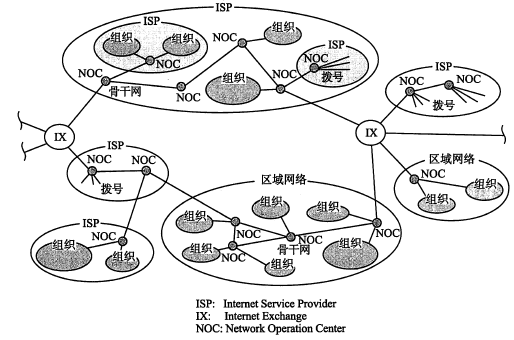 ISP
ISP
组织
组织
NOC
NOC
组织
ISP
NOC
拨号
NOC
骨干网
NOC
组织
NOC
ISP
NOC
NOC
拨号
IX
IX
ISP
NOC
NOC
拨号
区域网络
NOC
组织
组织
区域网络
组织
组织
组织
NOC
NOC
骨干网
NOC
组织
NOC
组织
组织
ISP
组织
NOC
组织
ISP: Internet Service Provider
IX: Internet Exchange
NOC: Network Operation Center